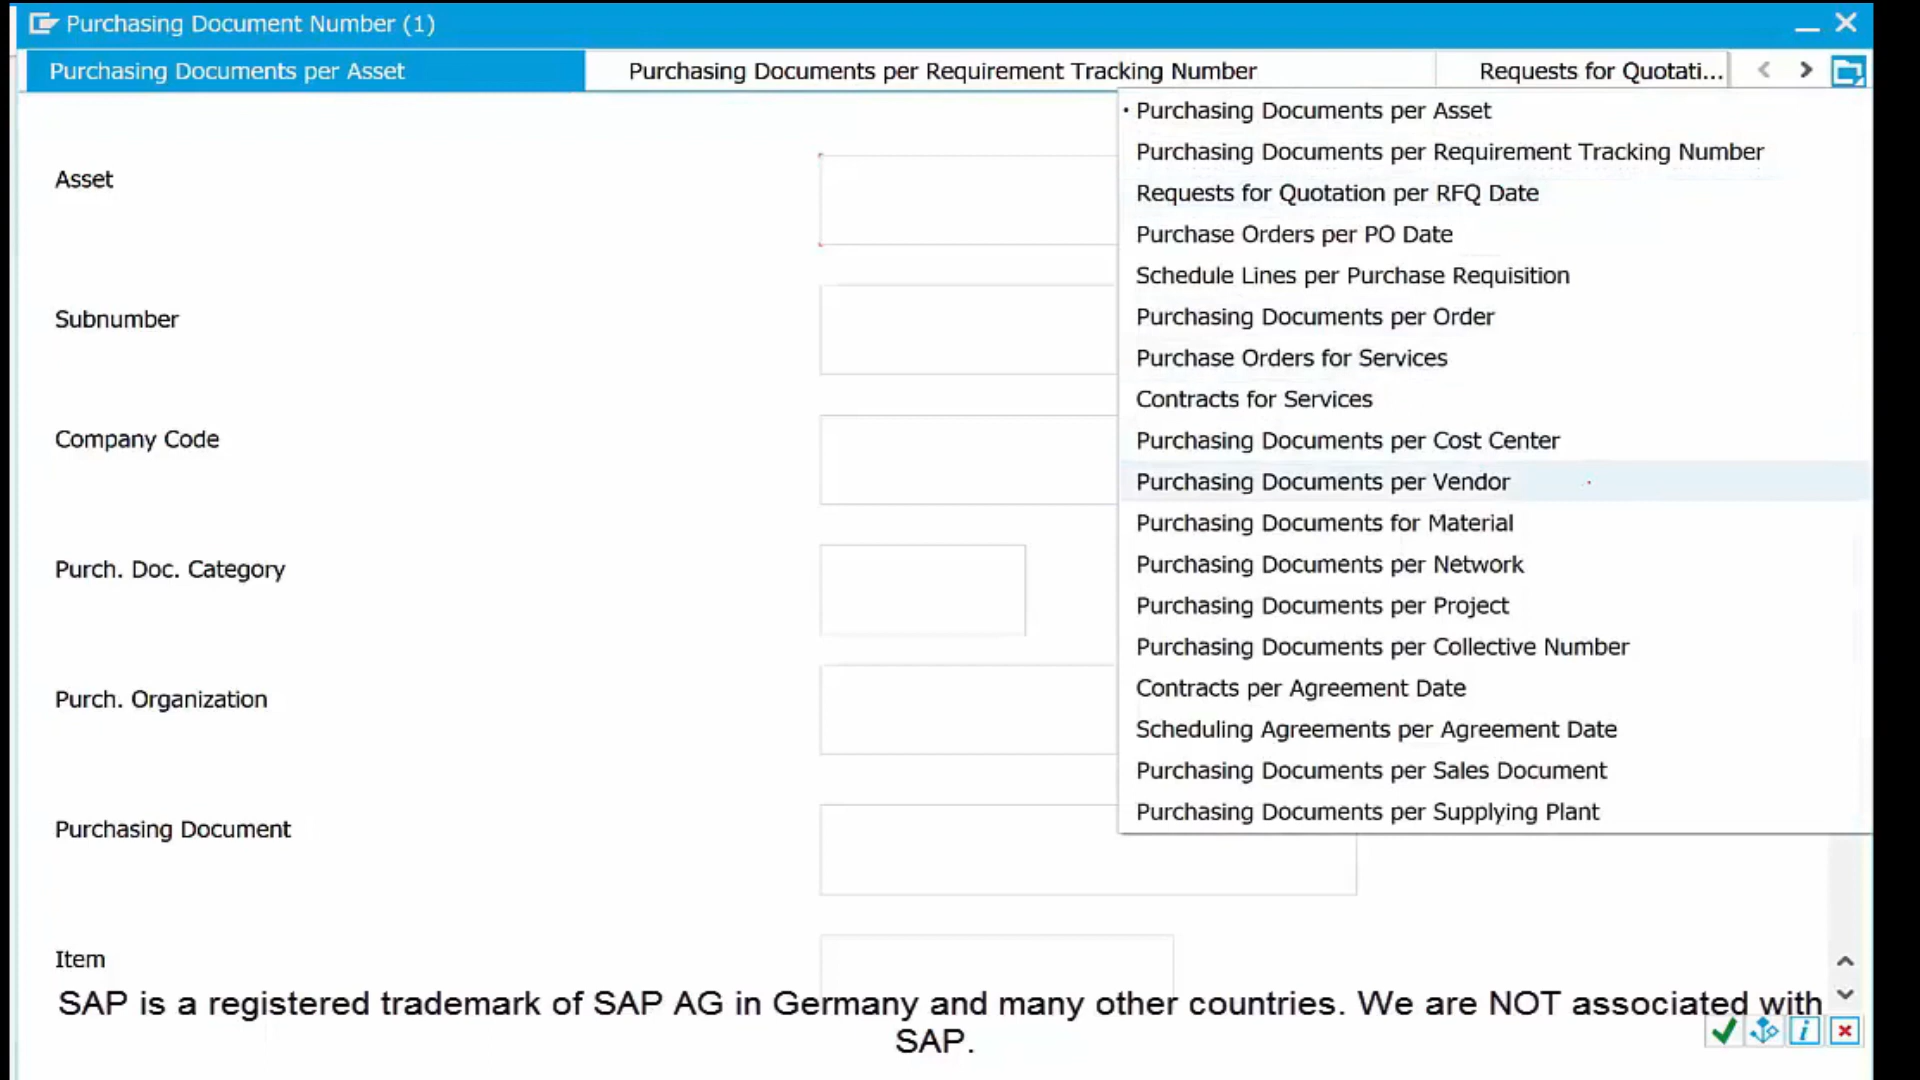 Purchasing Document Number (1)
Purchasing Documents per Asset
Purchasing Documents per Requirement Tracking Number
Requests for Quotati...
Asset
Subnumber
Company Code
Purch. Doc. Category
Purch. Organization
Purchasing Document
Item
Purchasing Documents per Asset
Purchasing Documents per Requirement Tracking Number
Requests for Quotation per RFQ Date
Purchase Orders per PO Date
Schedule Lines per Purchase Requisition
Purchasing Documents per Order
Purchase Orders for Services
Contracts for Services
Purchasing Documents per Cost Center
Purchasing Documents per Vendor
Purchasing Documents for Material
Purchasing Documents per Network
Purchasing Documents per Project
Purchasing Documents per Collective Number
Contracts per Agreement Date
Scheduling Agreements per Agreement Date
Purchasing Documents per Sales Document
Purchasing Documents per Supplying Plant
SAP is a registered trademark of SAP AG in Germany and many other countries. We are NOT associated with
SAP.